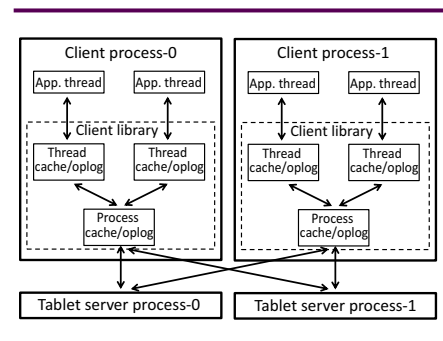 Client process-0
Client process-1
App. thread
App. thread
App. thread
App. thread
Client library
Client library
Thread
cache/oplog
Thread
cache/oplog
Thread
cache/oplog
Thread
cache/oplog
Process
cache/oplog
Process
cache/oplog
Tablet server process-0
Tablet server process-1